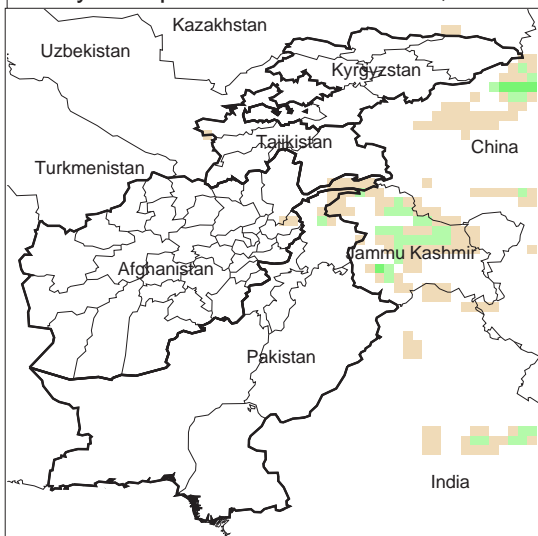 Kazakhstan
Uzbekistan
Kyrgyzstan
Tajikistan
China
Turkmenistan
Jammu Kashmir
Afghanistan
Pakistan
India